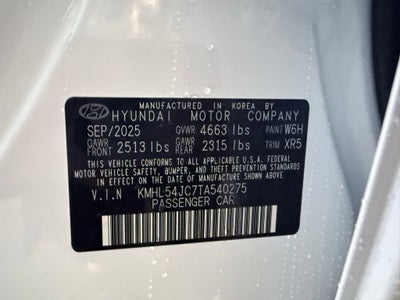 MANUFACTURED IN KOREA BY
HYUNDAI MOTOR COMPANY
SEP/2025 GVWR 4663 lbs PAINT W6H
GAWR FRONT 2513 lbs GAWR REAR 2315 lbs TRIM XR5
THIS VEHICLE CONFORMS TO ALL APPLICABLE U.S.A. FEDERAL
MOTOR VEHICLE SAFETY, BUMPER, AND THEFT PREVENTION STANDARDS
IN EFFECT ON THE DATE OF MANUFACTURE SHOWN ABOVE.
V.I.N KMHL54JC7TA540275
PASSENGER CAR